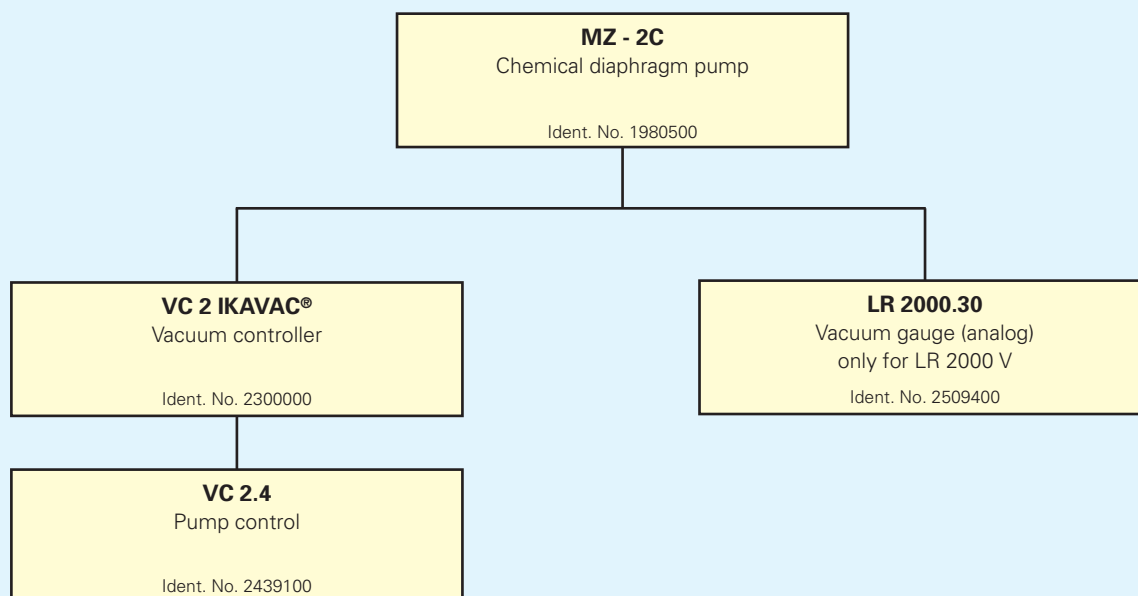 MZ - 2C
Chemical diaphragm pump
Ident. No. 1980500
VC 2 IKAVAC®
Vacuum controller
Ident. No. 2300000
LR 2000.30
Vacuum gauge (analog)
only for LR 2000 V
Ident. No. 2509400
VC 2.4
Pump control
Ident. No. 2439100